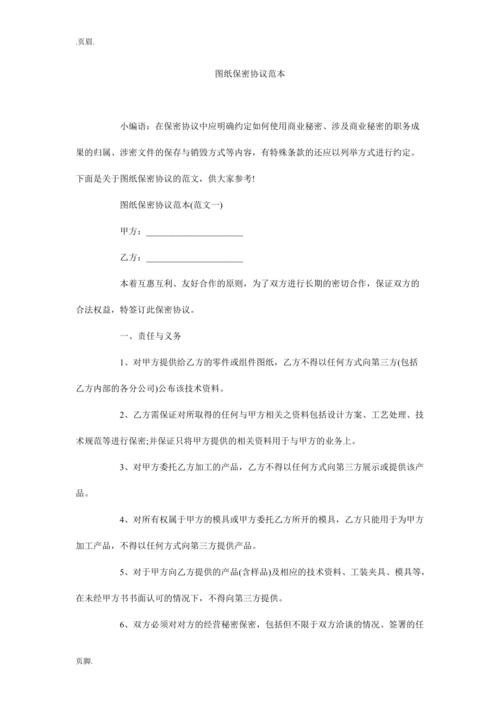 .页眉.
图纸保密协议范本
小编语：在保密协议中应明确约定如何使用商业秘密、涉及商业秘密的职务成
果的归属、涉密文件的保存与销毁方式等内容，有特殊条款的还应以列举方式进行约定。
下面是关于图纸保密协议的范文，供大家参考!
图纸保密协议范本(范文一)
甲方：______________________
乙方：______________________
本着互惠互利、友好合作的原则，为了双方进行长期的密切合作，保证双方的
合法权益，特签订此保密协议。
一、责任与义务
1、对甲方提供给乙方的零件或组件图纸，乙方不得以任何方式向第三方(包括
乙方内部的各分公司)公布该技术资料。
2、乙方需保证对所取得的任何与甲方相关之资料包括设计方案、工艺处理、技
术规范等进行保密;并保证只将甲方提供的相关资料用于与甲方的业务上。
3、对甲方委托乙方加工的产品，乙方不得以任何方式向第三方展示或提供该产
品。
4、对所有权属于甲方的模具或甲方委托乙方所开的模具，乙方只能用于为甲方
加工产品，不得以任何方式向第三方提供产品。
5、对于甲方向乙方提供的产品(含样品)及相应的技术资料、工装夹具、模具等，
在未经甲方书书面认可的情况下，不得向第三方提供。
6、双方必须对对方的经营秘密保密，包括但不限于双方洽谈的情况、签署的任
页脚.